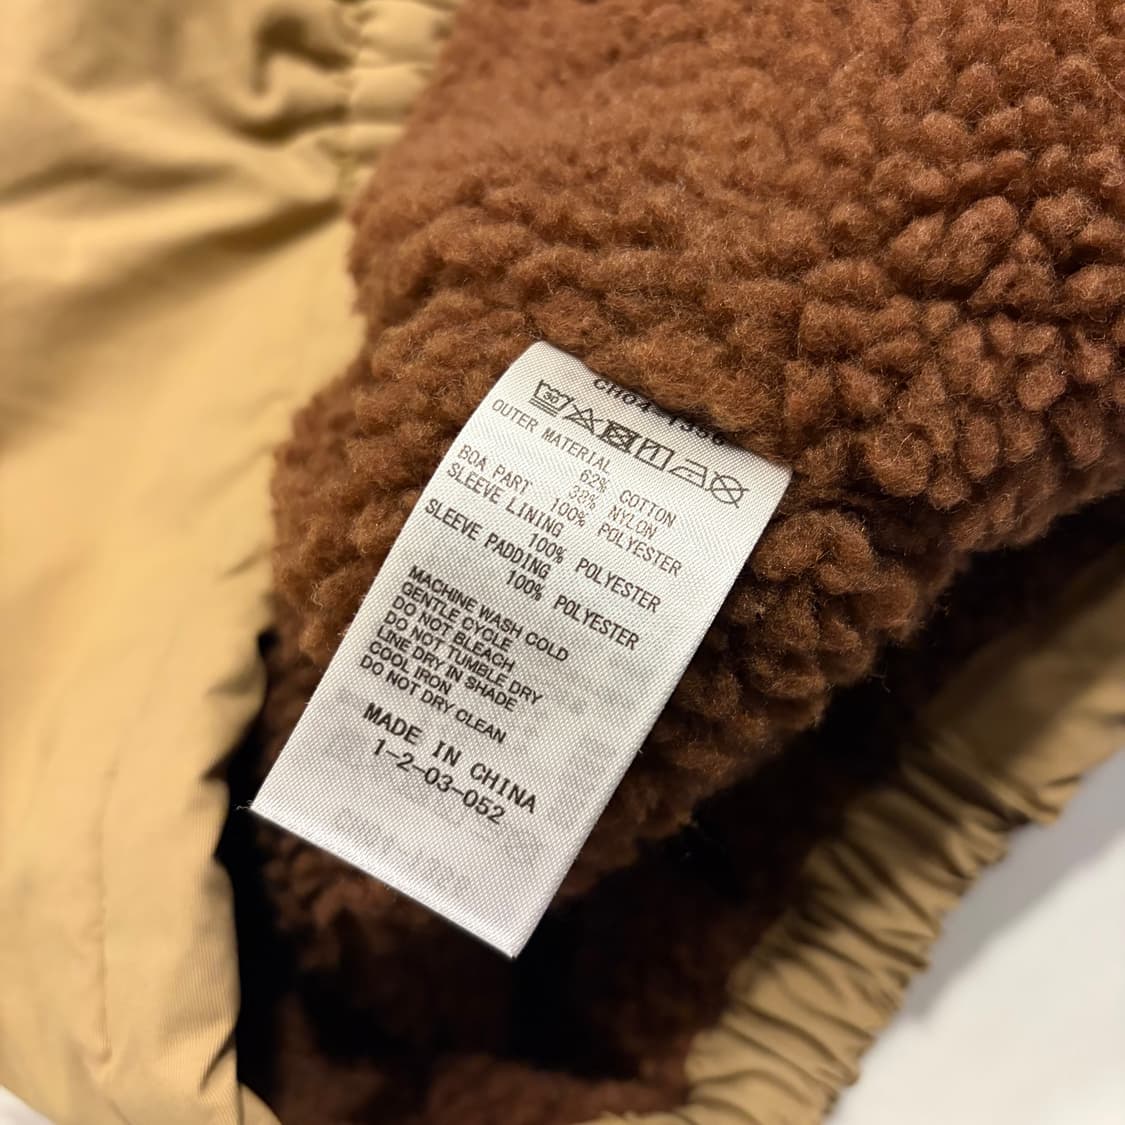 30
OUTER MATERIAL
62% COTTON
38% NYLON
BOA PART 100% POLYESTER
SLEEVE LINING
100% POLYESTER
SLEEVE PADDING
100% POLYESTER
MACHINE WASH COLD
GENTLE CYCLE
DO NOT BLEACH
DO NOT TUMBLE DRY
LINE DRY IN SHADE
COOL IRON
DO NOT DRY CLEAN
MADE IN CHINA
1-2-03-052